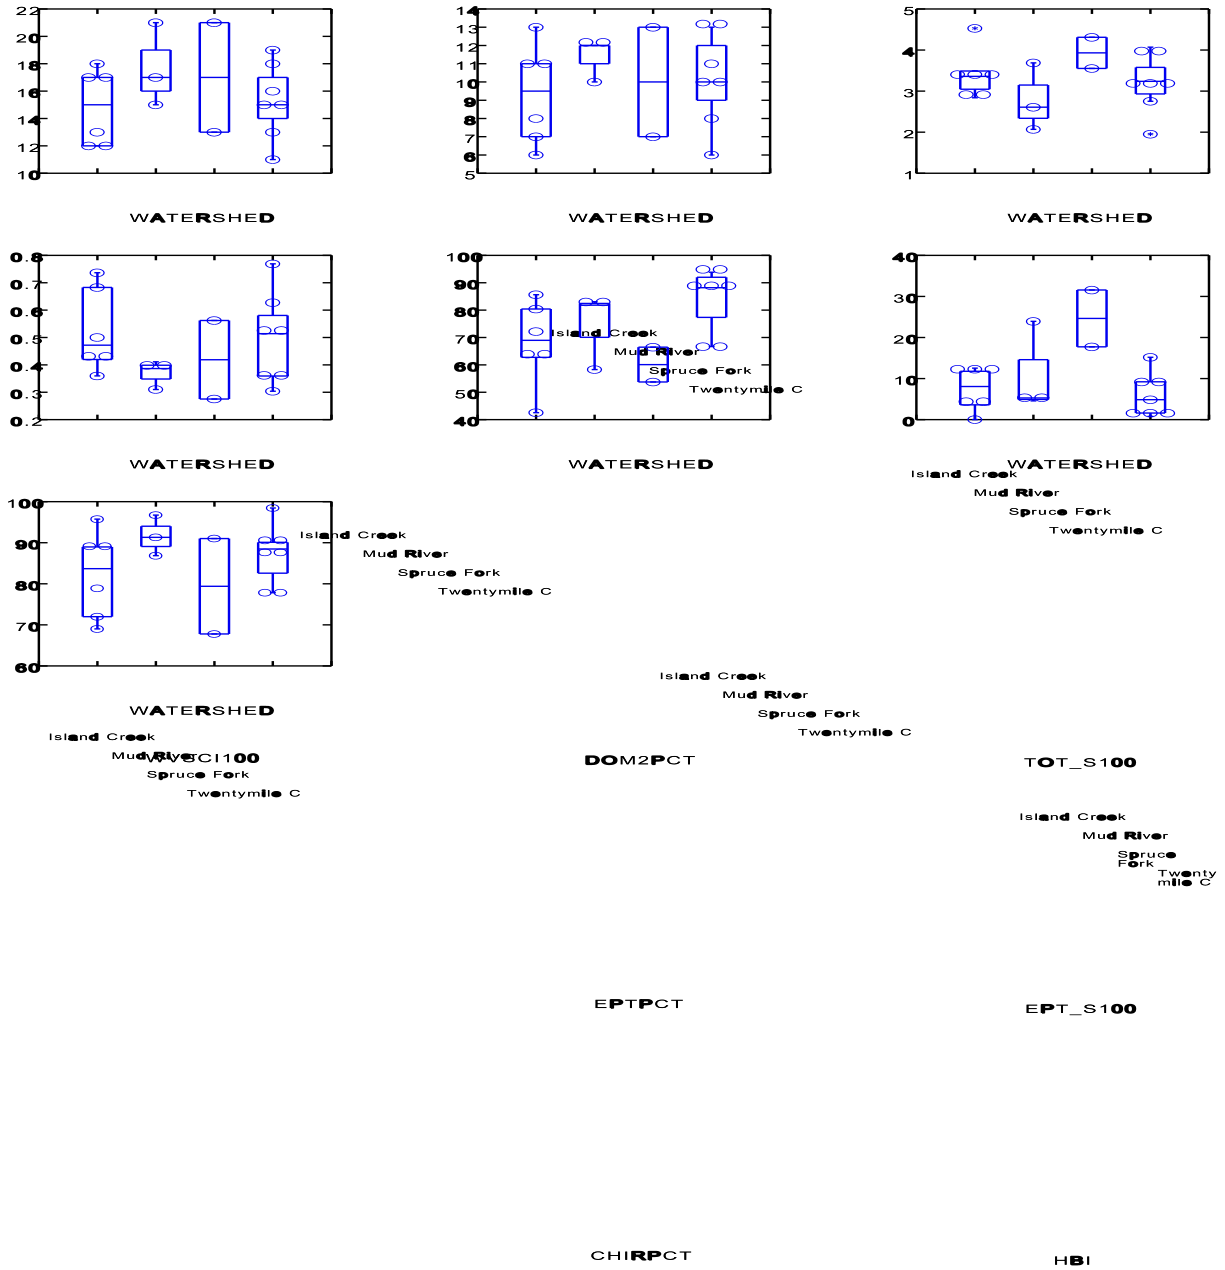 22
20
18
16
14
12
10
WATERSHED
14
13
12
11
10
9
8
7
6
5
WATERSHED
5
4
3
2
1
WATERSHED
0.8
0.7
0.6
0.5
0.4
0.3
0.2
WATERSHED
100
90
80
70
60
50
40
Island Creek
Mud River
Spruce Fork
Twentymile C
WATERSHED
40
30
20
10
0
WATERSHED
Island Creek
Mud River
Spruce Fork
Twentymile C
100
90
80
70
60
Island Creek
Mud River
Spruce Fork
Twentymile C
WATERSHED
Island Creek
Mud River
WVSCI100
Spruce Fork
Twentymile C
Island Creek
Mud River
Spruce Fork
Twentymile C
DOM2PCT
TOT_S100
Island Creek
Mud River
Spruce
Fork
Twenty
mile C
EPTPCT
EPT_S100
CHIRPCT
HBI